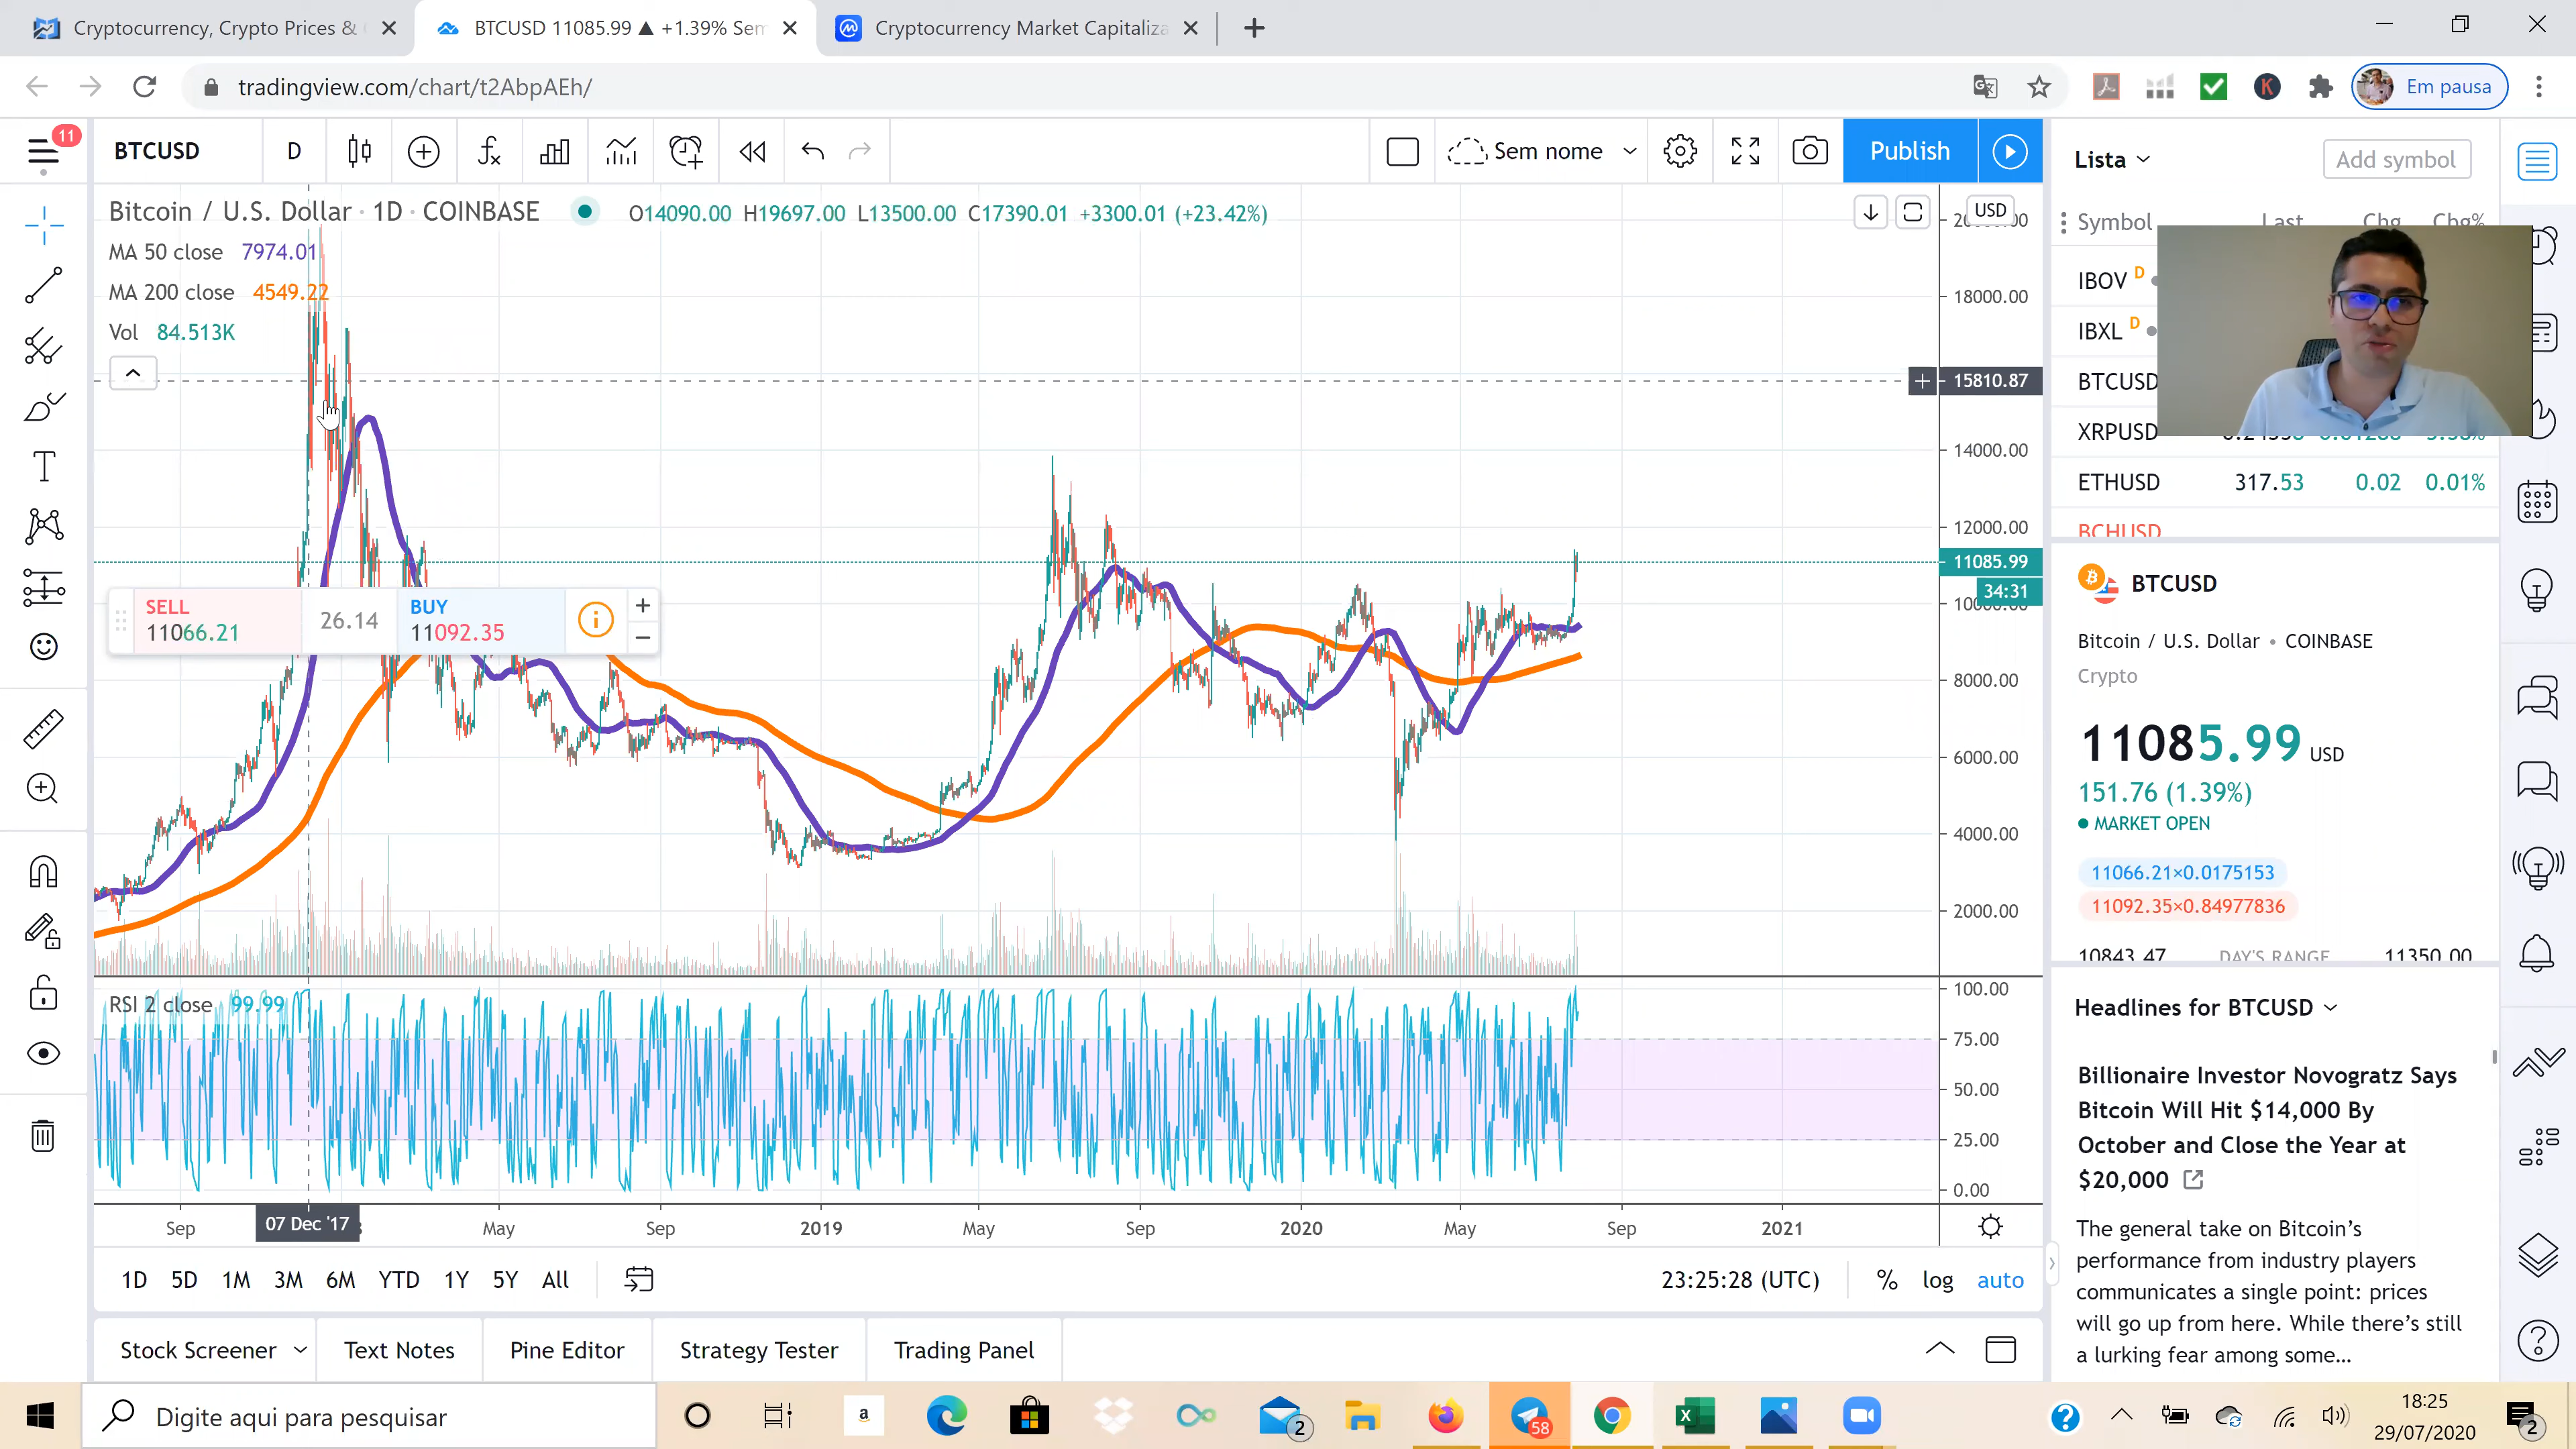 Cryptocurrency, Crypto Prices &
BTCUSD 11085.99 ▲ +1.39% Sem
Cryptocurrency Market Capitaliza
tradingview.com/chart/t2AbpAEh/
Em pausa
11
BTCUSD
D
Sem nome
Publish
Lista
Add symbol
Bitcoin / U.S. Dollar · 1D · COINBASE
O14090.00 H19697.00 L13500.00 C17390.01 +3300.01 (+23.42%)
USD
MA 50 close 7974.01
MA 200 close 4549.22
Vol 84.513K
18000.00
15810.87
14000.00
12000.00
11085.99
34:31
8000.00
6000.00
4000.00
2000.00
SELL
11066.21
26.14
BUY
11092.35
RSI 2 close 99.99
100.00
75.00
50.00
25.00
0.00
Sep
07 Dec '17
May
Sep
2019
May
Sep
2020
May
Sep
2021
1D 5D 1M 3M 6M YTD 1Y 5Y All
23:25:28 (UTC)
% log auto
Stock Screener
Text Notes
Pine Editor
Strategy Tester
Trading Panel
Symbol Last Chg Chg%
IBOV D
IBXL D
BTCUSD
XRPUSD
ETHUSD 317.53 0.02 0.01%
BCHUSD
BTCUSD
Bitcoin / U.S. Dollar • COINBASE
Crypto
11085.99 USD
151.76 (1.39%)
MARKET OPEN
11066.21×0.0175153
11092.35×0.84977836
10843.47 DAY'S RANGE 11350.00
Headlines for BTCUSD
Billionaire Investor Novogratz Says
Bitcoin Will Hit $14,000 By
October and Close the Year at
$20,000
The general take on Bitcoin's
performance from industry players
communicates a single point: prices
will go up from here. While there's still
a lurking fear among some...
Digite aqui para pesquisar
a
2
58
18:25
29/07/2020
2